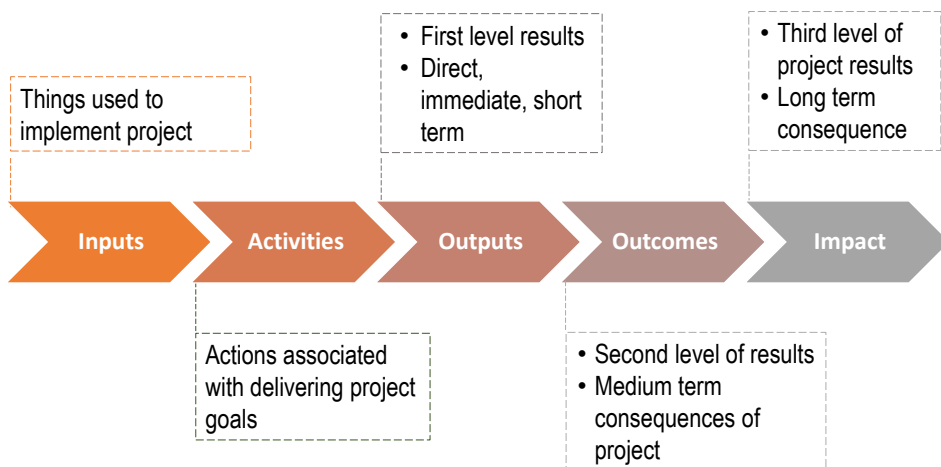 • First level results
• Direct,
immediate, short
term
• Third level of
project results
• Long term
consequence
Things used to
implement project
Inputs
Activities
Outputs
Outcomes
Impact
Actions associated
with delivering project
goals
• Second level of results
• Medium term
consequences of
project